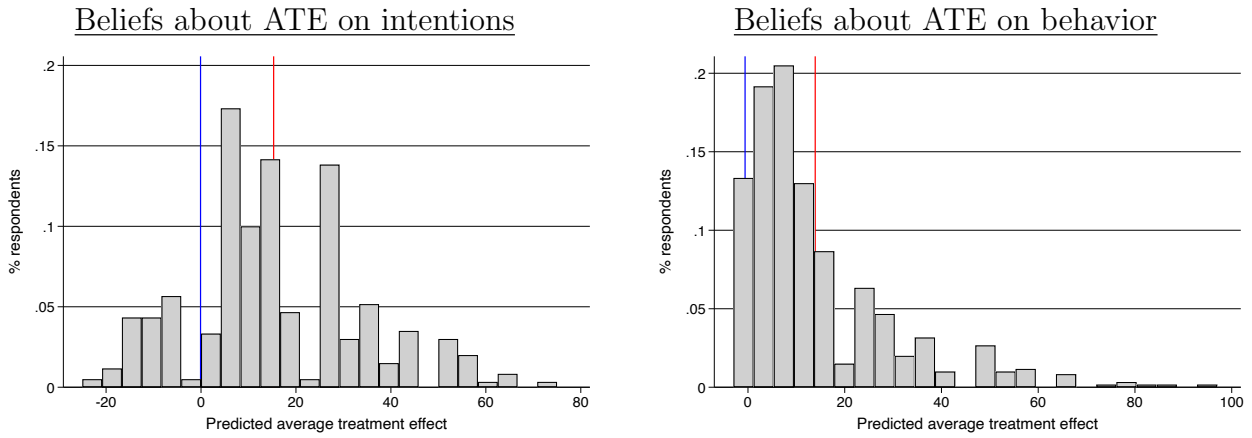 Beliefs about ATE on intentions
.2
.15
.1
.05
0
% respondents
-20 0 20 40 60 80
Predicted average treatment effect
Beliefs about ATE on behavior
.2
.15
.1
.05
0
% respondents
0 20 40 60 80 100
Predicted average treatment effect